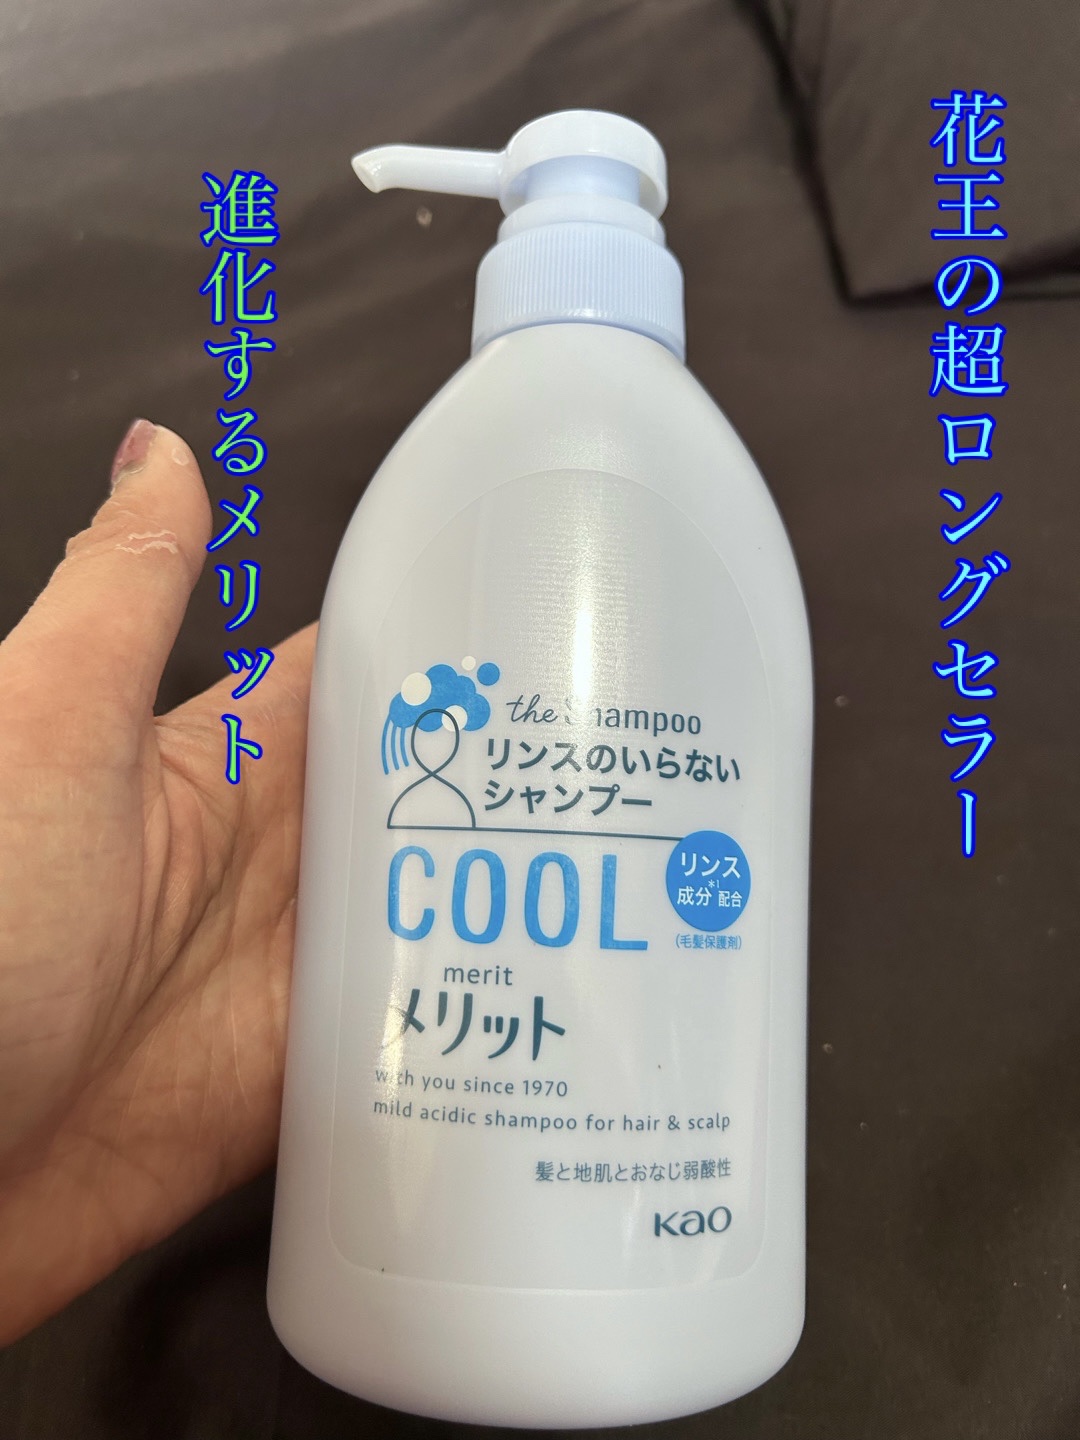 花王の超ロングセラー
進化するメリット
the Shampoo
リンスのいらない
シャンプー
COOL
リンス
成分*1配合
(毛髪保護剤)
merit
メリット
with you since 1970
mild acidic shampoo for hair & scalp
髪と地肌とおなじ弱酸性
Kao